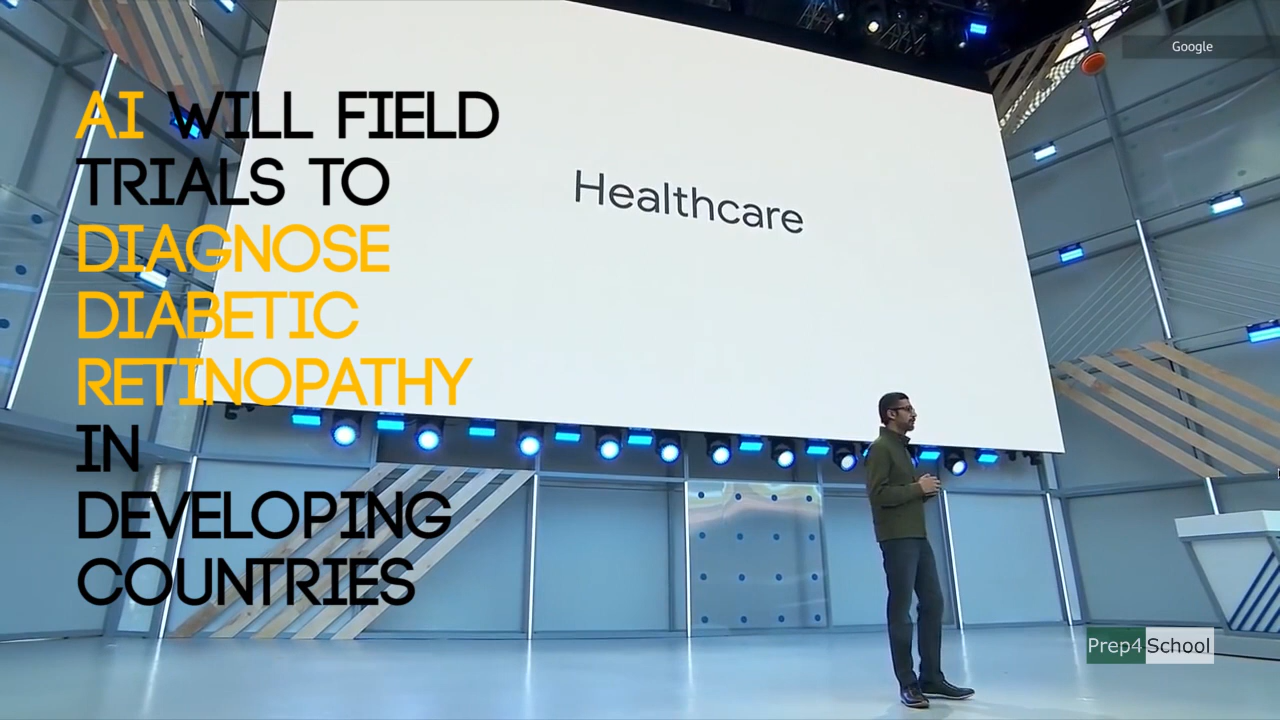 Google
AI WILL FIELD
TRIALS TO
DIAGNOSE
DIABETIC
RETINOPATHY
IN
DEVELOPING
COUNTRIES
Healthcare
Prep4School